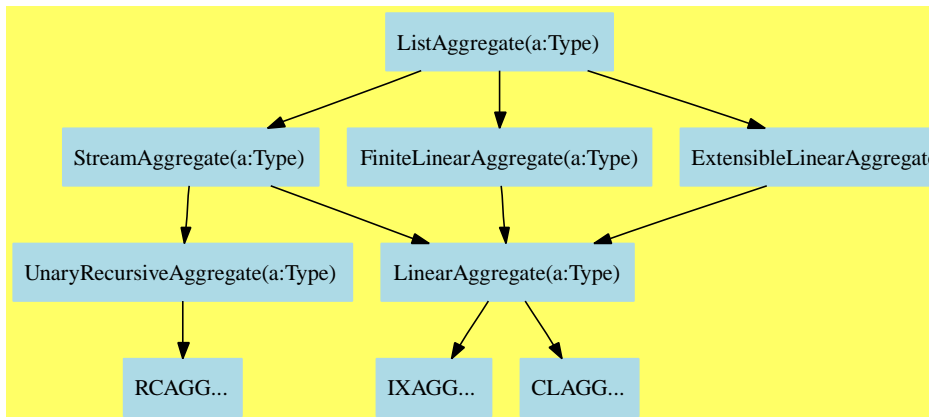 ListAggregate(a:Type)
StreamAggregate(a:Type)
FiniteLinearAggregate(a:Type)
ExtensibleLinearAggregate
UnaryRecursiveAggregate(a:Type)
LinearAggregate(a:Type)
RCAGG...
IXAGG...
CLAGG...